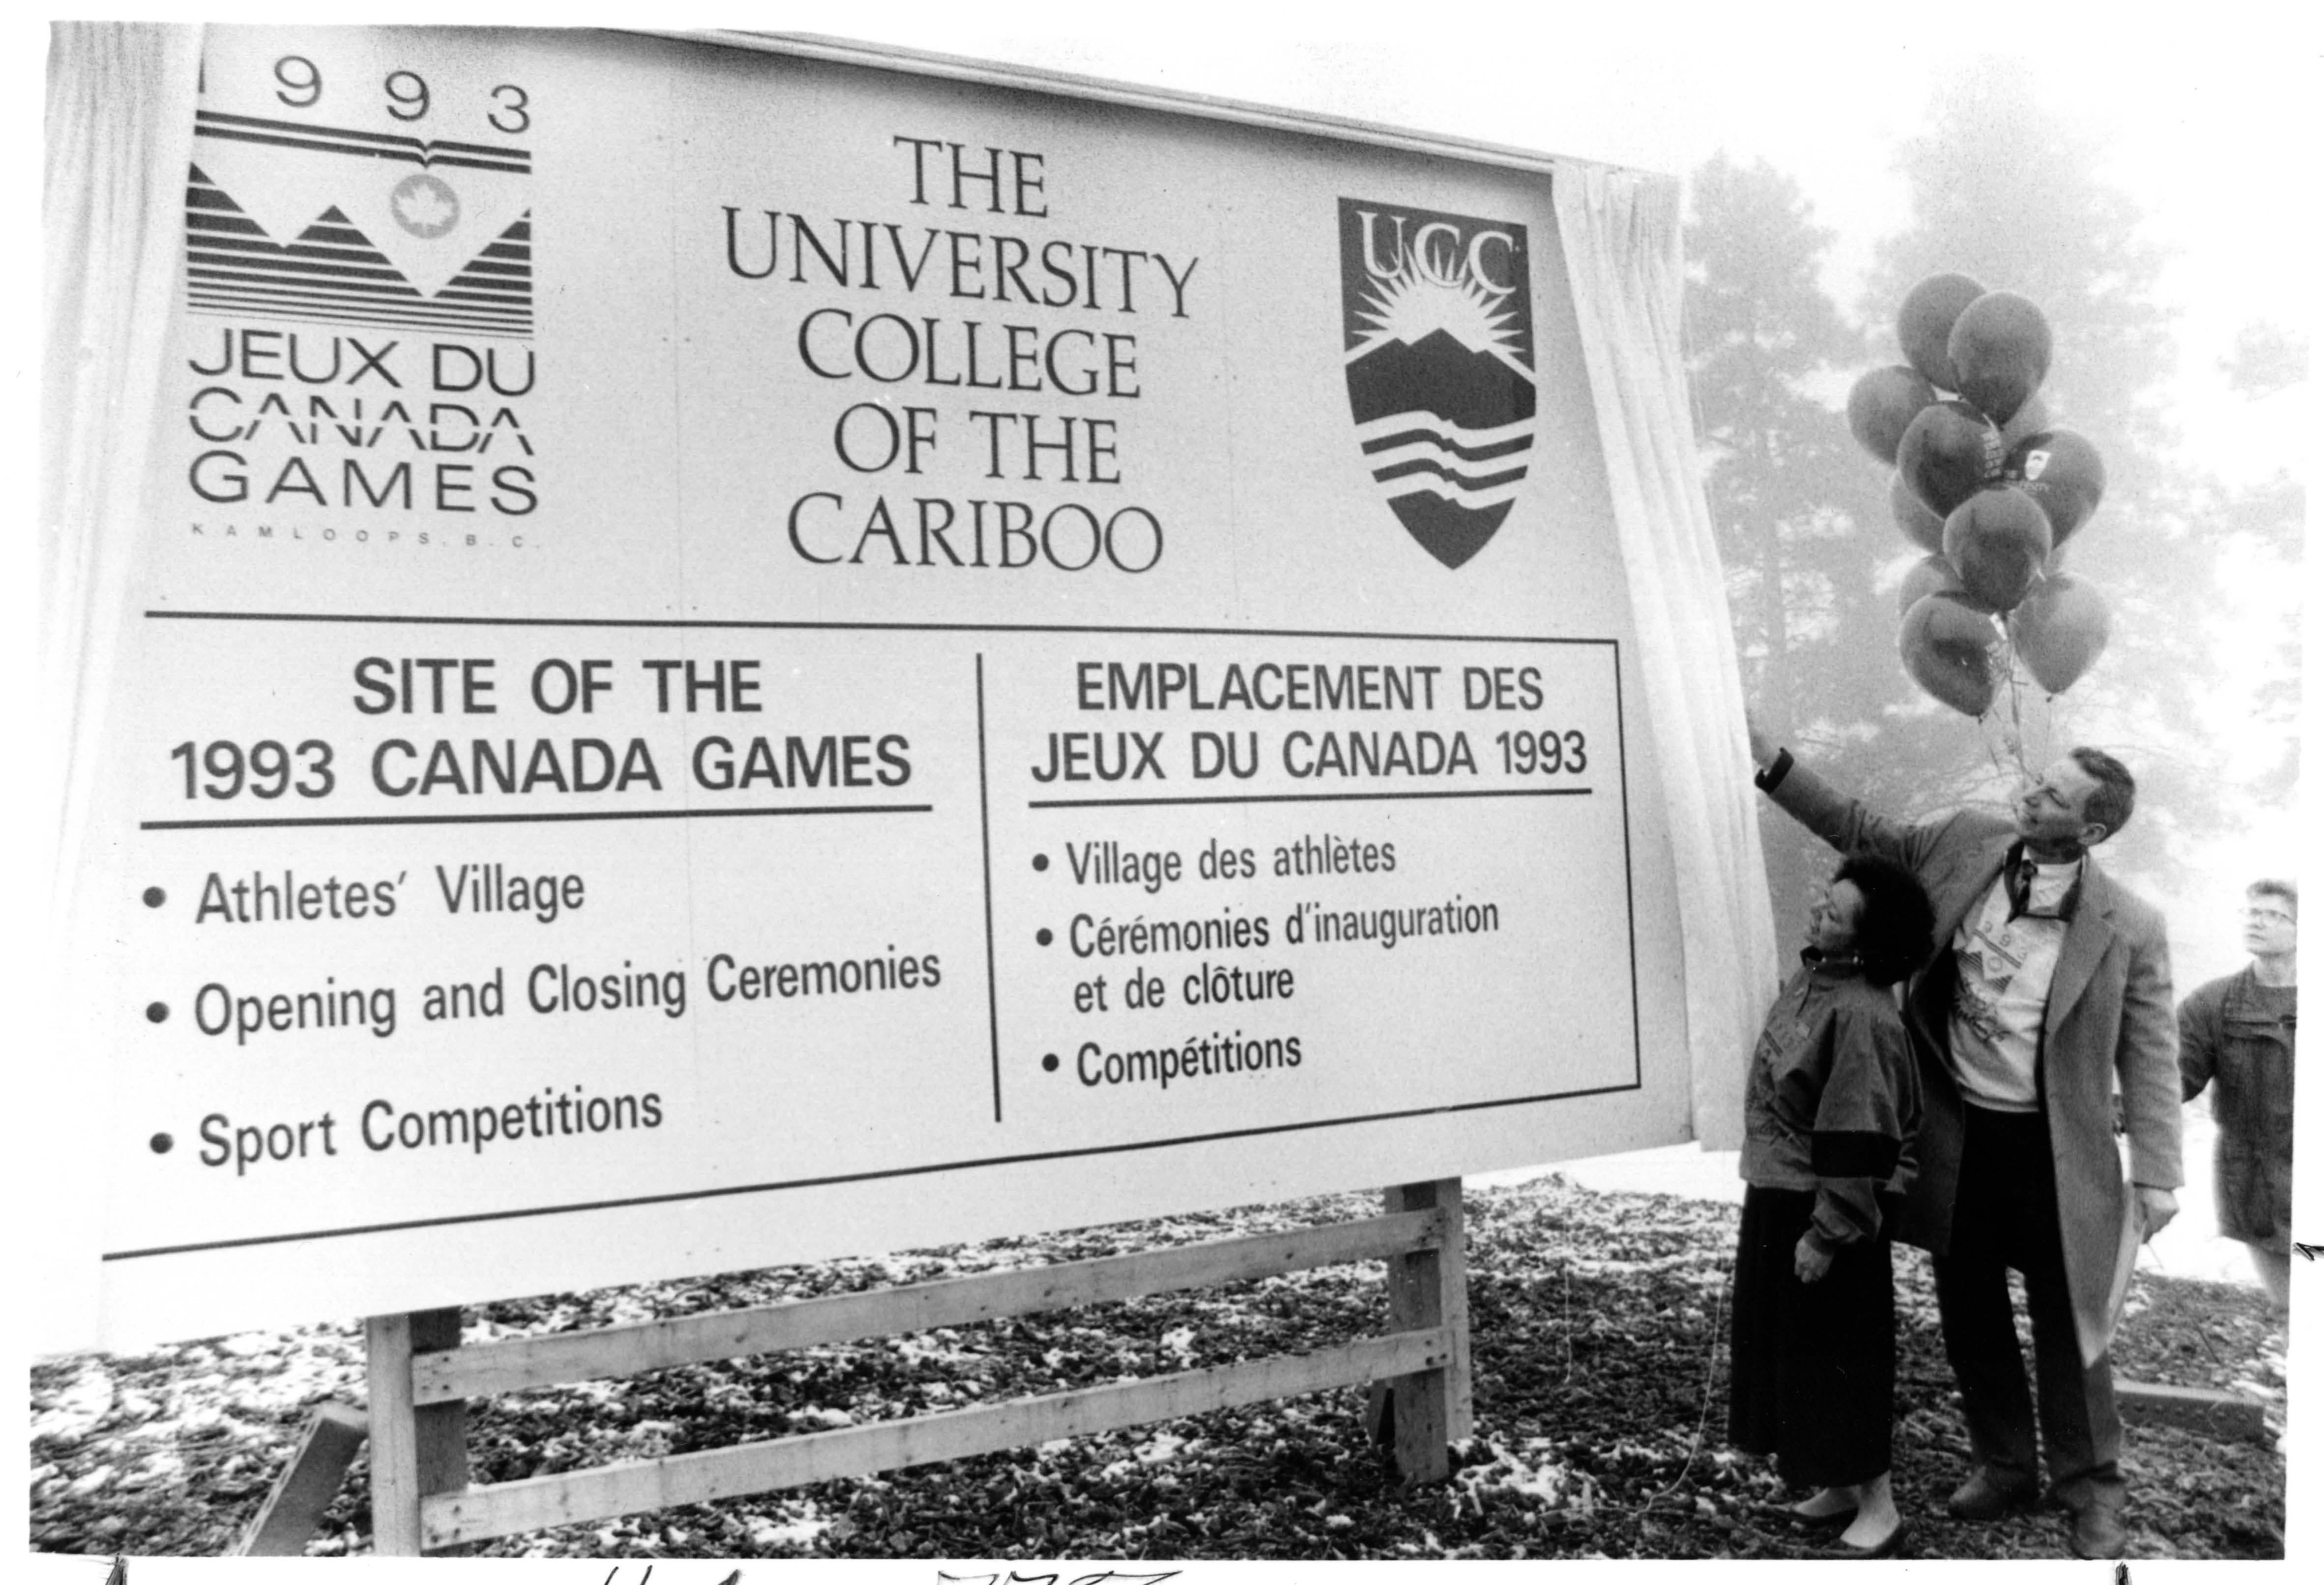 1993
JEUX DU
CANADA
GAMES
KAMLOOPS, B.C.
THE
UNIVERSITY
COLLEGE
OF THE
CARIBOO
UCC
SITE OF THE
1993 CANADA GAMES
• Athletes' Village
• Opening and Closing Ceremonies
• Sport Competitions
EMPLACEMENT DES
JEUX DU CANADA 1993
• Village des athlètes
• Cérémonies d'inauguration
et de clôture
• Compétitions